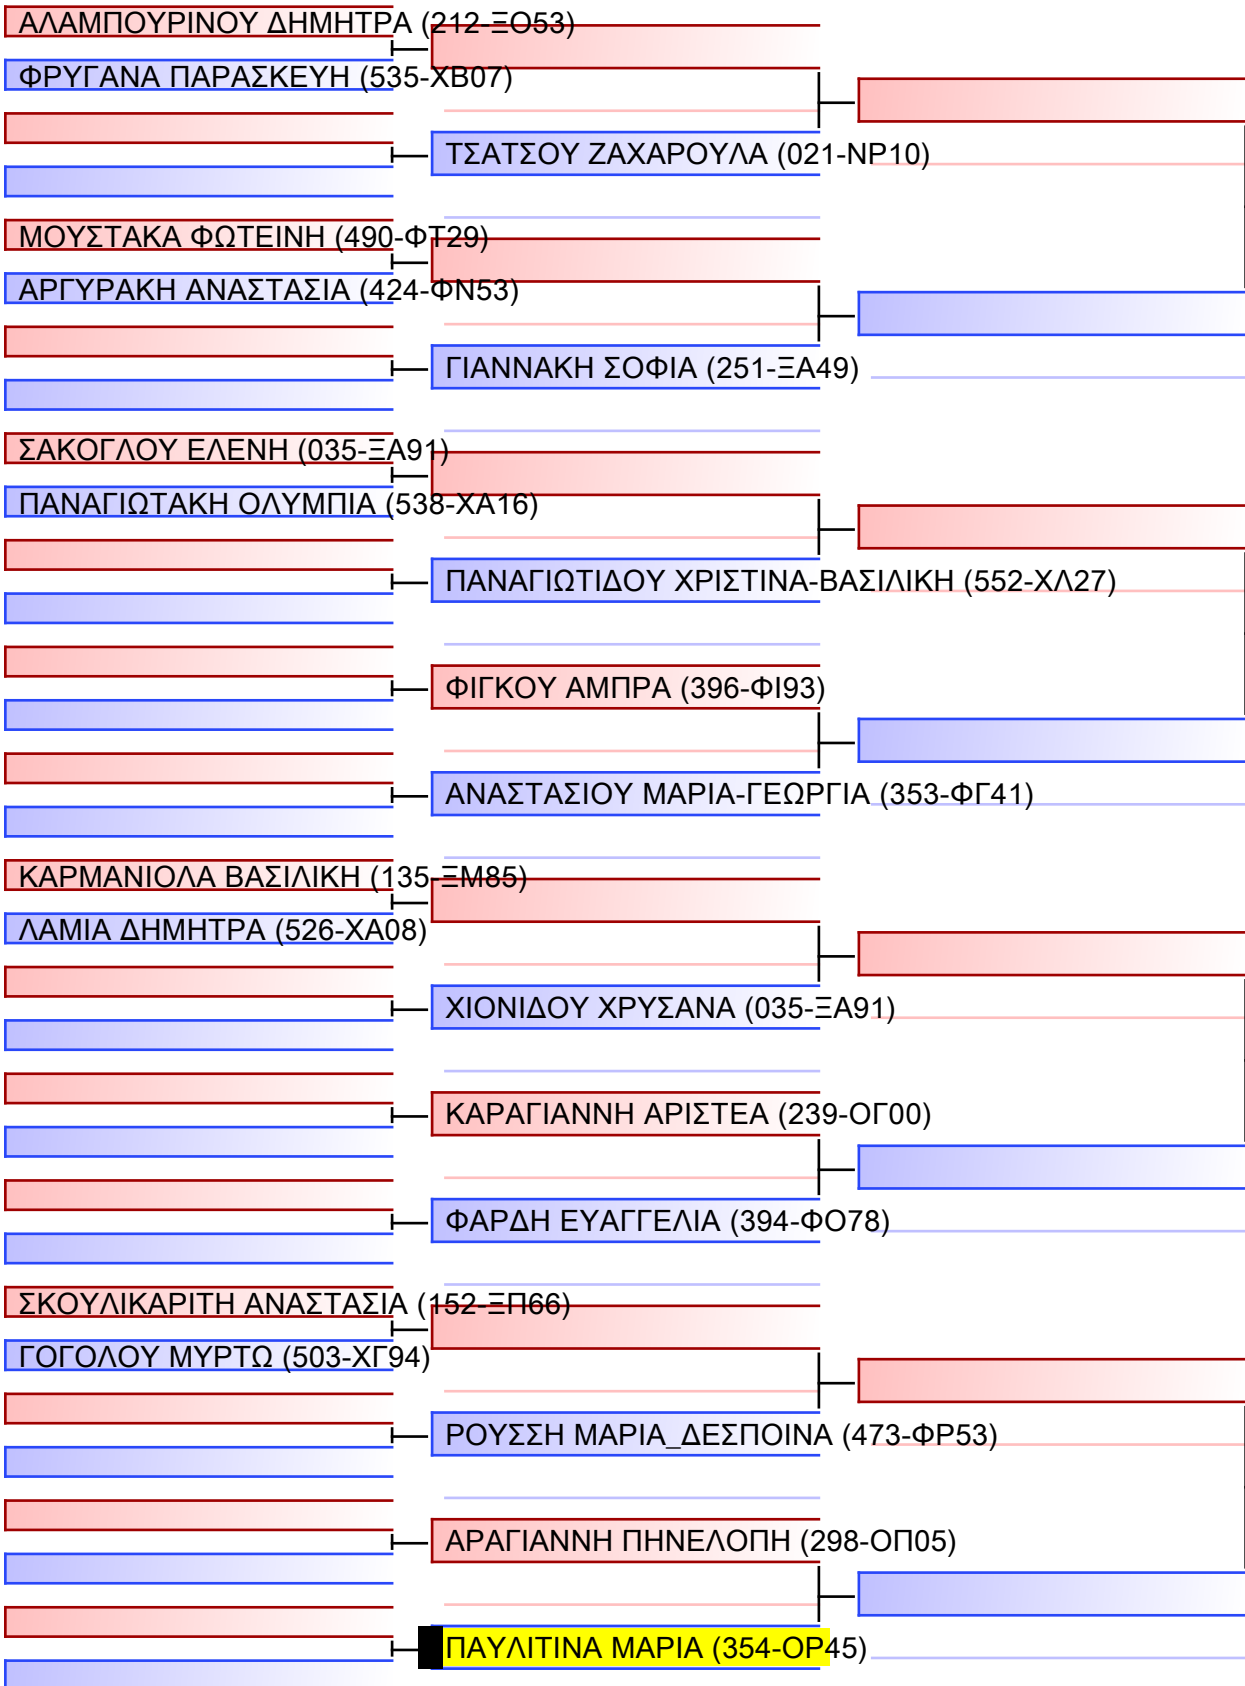 ΑΛΑΜΠΟΥΡΙΝΟΥ ΔΗΜΗΤΡΑ (212-ΞΟ53)
ΦΡΥΓΑΝΑ ΠΑΡΑΣΚΕΥΗ (535-ΧΒ07)
ΤΣΑΤΣΟΥ ΖΑΧΑΡΟΥΛΑ (021-ΝΡ10)
ΜΟΥΣΤΑΚΑ ΦΩΤΕΙΝΗ (490-ΦΤ29)
ΑΡΓΥΡΑΚΗ ΑΝΑΣΤΑΣΙΑ (424-ΦΝ53)
ΓΙΑΝΝΑΚΗ ΣΟΦΙΑ (251-ΞΑ49)
ΣΑΚΟΓΛΟΥ ΕΛΕΝΗ (035-ΞΑ91)
ΠΑΝΑΓΙΩΤΑΚΗ ΟΛΥΜΠΙΑ (538-ΧΑ16)
ΠΑΝΑΓΙΩΤΙΔΟΥ ΧΡΙΣΤΙΝΑ-ΒΑΣΙΛΙΚΗ (552-ΧΛ27)
ΦΙΓΚΟΥ ΑΜΠΡΑ (396-ΦΙ93)
ΑΝΑΣΤΑΣΙΟΥ ΜΑΡΙΑ-ΓΕΩΡΓΙΑ (353-ΦΓ41)
ΚΑΡΜΑΝΙΟΛΑ ΒΑΣΙΛΙΚΗ (135-ΞΜ85)
ΛΑΜΙΑ ΔΗΜΗΤΡΑ (526-ΧΑ08)
ΧΙΟΝΙΔΟΥ ΧΡΥΣΑΝΑ (035-ΞΑ91)
ΚΑΡΑΓΙΑΝΝΗ ΑΡΙΣΤΕΑ (239-ΟΓ00)
ΦΑΡΔΗ ΕΥΑΓΓΕΛΙΑ (394-ΦΟ78)
ΣΚΟΥΛΙΚΑΡΙΤΗ ΑΝΑΣΤΑΣΙΑ (152-ΞΠ66)
ΓΟΓΟΛΟΥ ΜΥΡΤΩ (503-ΧΓ94)
ΡΟΥΣΣΗ ΜΑΡΙΑ_ΔΕΣΠΟΙΝΑ (473-ΦΡ53)
ΑΡΑΓΙΑΝΝΗ ΠΗΝΕΛΟΠΗ (298-ΟΠ05)
ΠΑΥΛΙΤΙΝΑ ΜΑΡΙΑ (354-ΟΡ45)